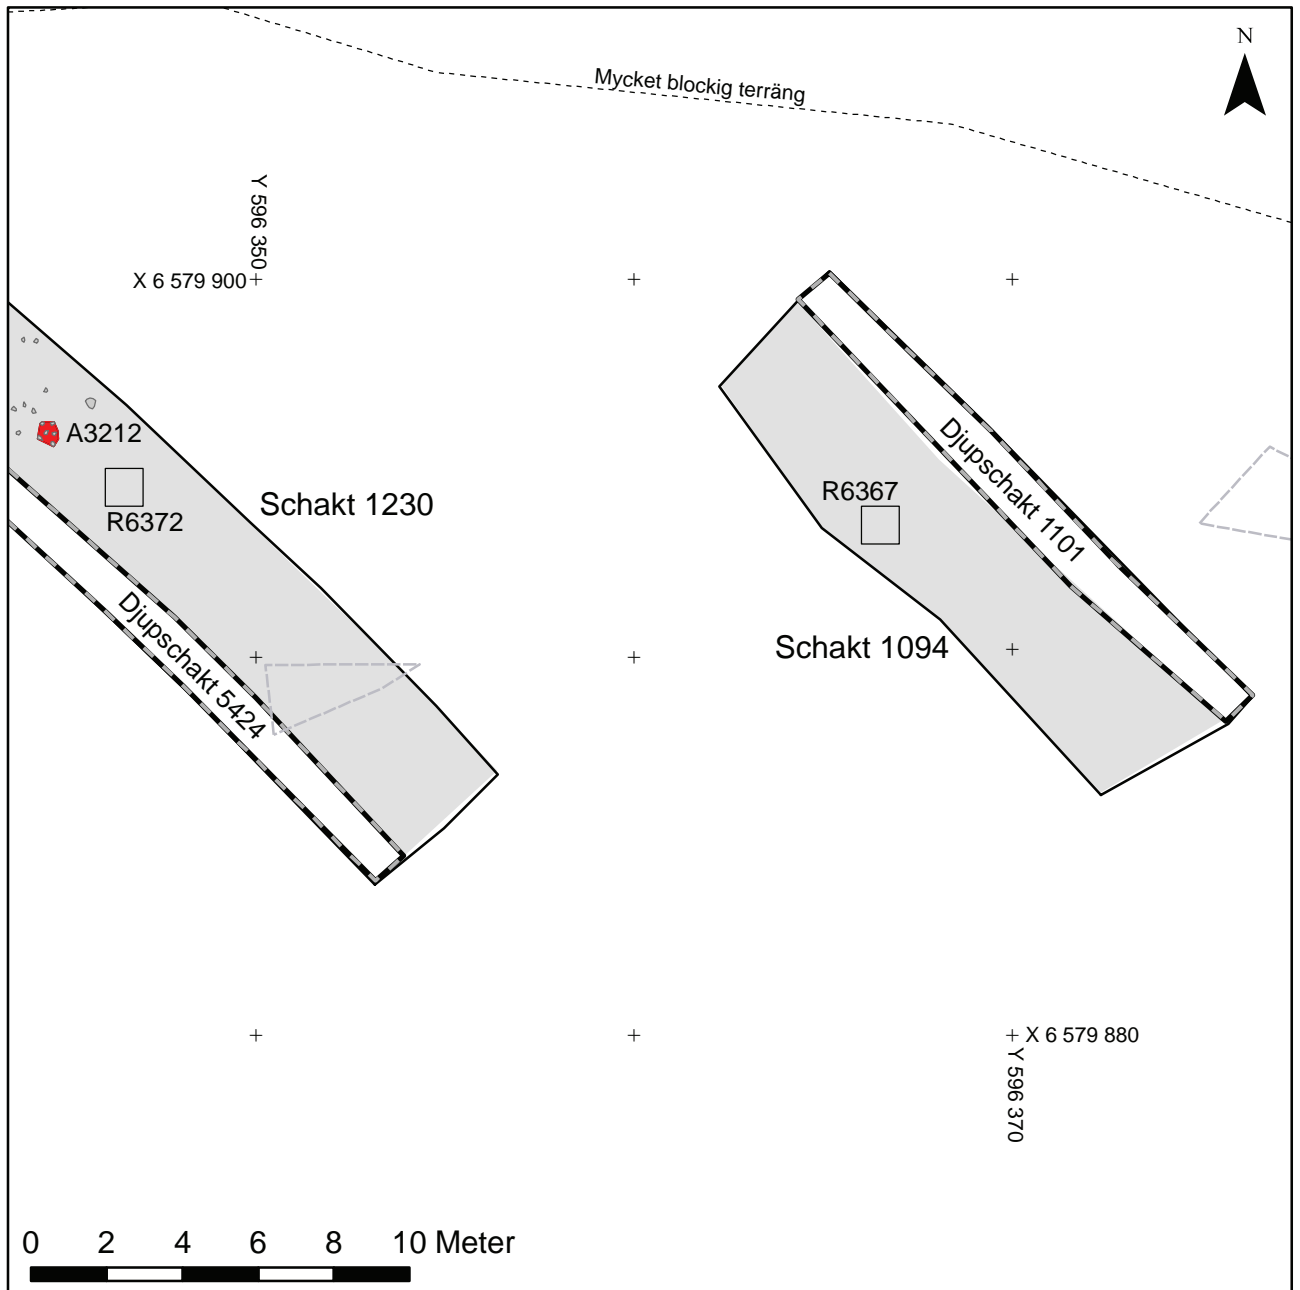 N
Mycket blockig terräng
Y 596 350
X 6 579 900
A3212
R6372
Schakt 1230
Djupschakt 5424
Djupschakt 1101
R6367
Schakt 1094
X 6 579 880
Y 596 370
0 2 4 6 8 10 Meter